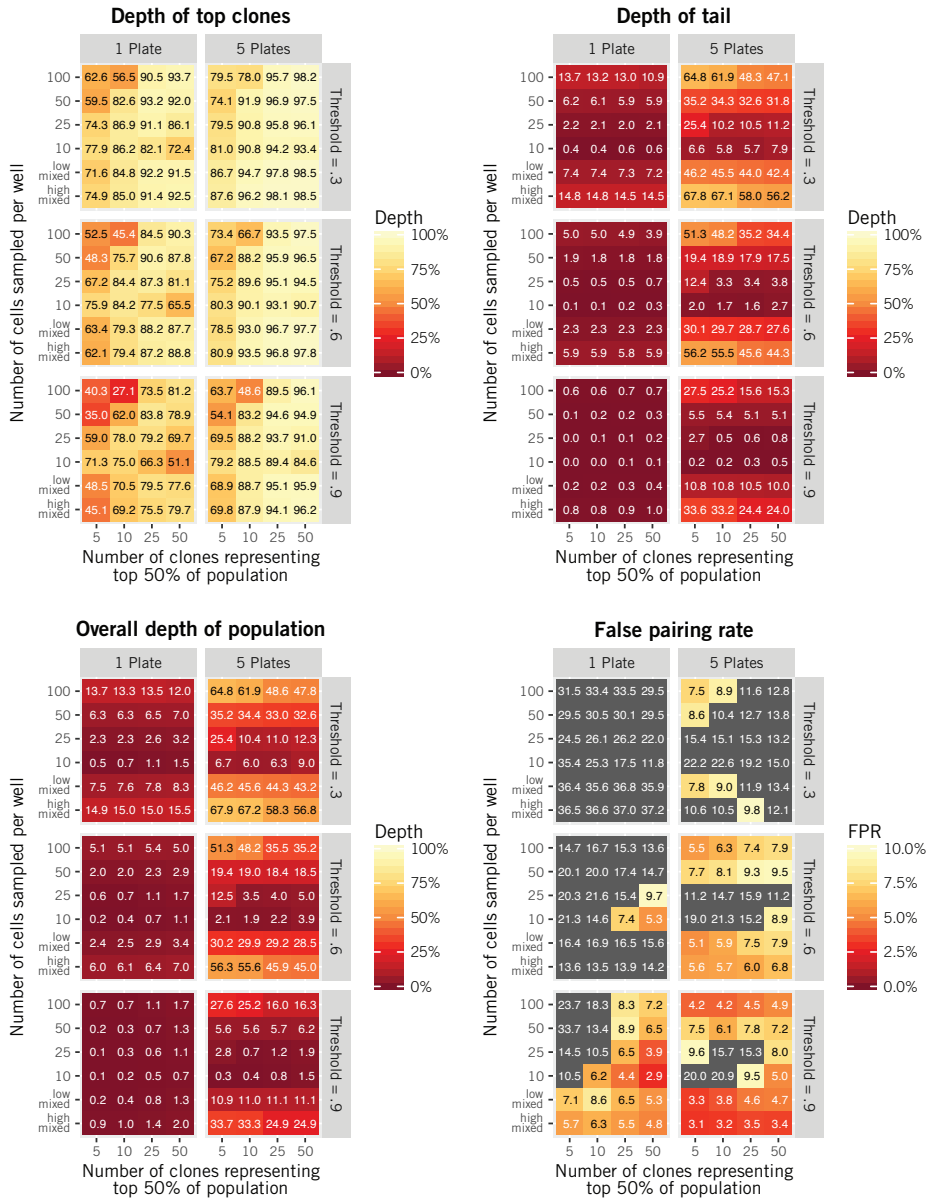 Depth of top clones
1 Plate 5 Plates
Number of cells sampled per well
100 62.6 56.5 90.5 93.7 79.5 78.0 95.7 98.2
50 59.5 82.6 93.2 92.0 74.1 91.9 96.9 97.5
25 74.3 86.9 91.1 86.1 79.5 90.8 95.8 96.1
10 77.9 86.2 82.1 72.4 81.0 90.8 94.2 93.4
low mixed 71.6 84.8 92.2 91.5 86.7 94.7 97.8 98.5
high mixed 74.9 85.0 91.4 92.5 87.6 96.2 98.1 98.5
Threshold = .3
100 52.5 45.4 84.5 90.3 73.4 66.7 93.5 97.5
50 48.3 75.7 90.6 87.8 67.2 88.2 95.9 96.5
25 67.2 84.4 87.3 81.1 75.2 89.6 95.1 94.5
10 75.9 84.2 77.5 65.5 80.3 90.1 93.1 90.7
low mixed 63.4 79.3 88.2 87.7 78.5 93.0 96.7 97.7
high mixed 62.1 79.4 87.2 88.8 80.9 93.5 96.8 97.8
Threshold = .6
100 40.3 27.1 73.5 81.2 63.7 48.6 89.5 96.1
50 35.0 62.0 83.8 78.9 54.1 83.2 94.6 94.9
25 59.0 78.0 79.2 69.7 69.5 88.2 93.7 91.0
10 71.3 75.0 66.3 51.1 79.2 88.5 89.4 84.6
low mixed 48.5 70.5 79.5 77.6 68.9 88.7 95.1 95.9
high mixed 45.1 69.2 75.5 79.7 69.8 87.9 94.1 96.2
Threshold = .9
5 10 25 50 5 10 25 50
Number of clones representing
top 50% of population
Depth
100%
75%
50%
25%
0%
Depth of tail
1 Plate 5 Plates
Number of cells sampled per well
100 13.7 13.2 13.0 10.9 64.8 61.9 48.3 47.1
50 6.2 6.1 5.9 5.9 35.2 34.3 32.6 31.8
25 2.2 2.1 2.0 2.1 25.4 10.2 10.5 11.2
10 0.4 0.4 0.6 0.6 6.6 5.8 5.7 7.9
low mixed 7.4 7.4 7.3 7.2 46.2 45.5 44.0 42.4
high mixed 14.8 14.8 14.5 14.5 67.8 67.1 58.0 56.2
Threshold = .3
100 5.0 5.0 4.9 3.9 51.3 48.2 35.2 34.4
50 1.9 1.8 1.8 1.8 19.4 18.9 17.9 17.5
25 0.5 0.5 0.5 0.7 12.4 3.3 3.4 3.8
10 0.1 0.1 0.2 0.3 2.0 1.7 1.6 2.7
low mixed 2.3 2.3 2.3 2.3 30.1 29.7 28.7 27.6
high mixed 5.9 5.9 5.8 5.9 56.2 55.5 45.6 44.3
Threshold = .6
100 0.6 0.6 0.7 0.7 27.5 25.2 15.6 15.3
50 0.1 0.2 0.2 0.3 5.5 5.4 5.1 5.1
25 0.0 0.1 0.1 0.2 2.7 0.5 0.6 0.8
10 0.0 0.0 0.1 0.1 0.2 0.2 0.3 0.5
low mixed 0.2 0.2 0.3 0.4 10.8 10.8 10.5 10.0
high mixed 0.8 0.8 0.9 1.0 33.6 33.2 24.4 24.0
Threshold = .9
5 10 25 50 5 10 25 50
Number of clones representing
top 50% of population
Depth
100%
75%
50%
25%
0%
Overall depth of population
1 Plate 5 Plates
Number of cells sampled per well
100 13.7 13.3 13.5 12.0 64.8 61.9 48.6 47.8
50 6.3 6.3 6.5 7.0 35.2 34.4 33.0 32.6
25 2.3 2.3 2.6 3.2 25.4 10.4 11.0 12.3
10 0.5 0.7 1.1 1.5 6.7 6.0 6.3 9.0
low mixed 7.5 7.6 7.8 8.3 46.2 45.6 44.3 43.2
high mixed 14.9 15.0 15.0 15.5 67.9 67.2 58.3 56.8
Threshold = .3
100 5.1 5.1 5.4 5.0 51.3 48.2 35.5 35.2
50 2.0 2.0 2.3 2.9 19.4 19.0 18.4 18.5
25 0.6 0.7 1.1 1.7 12.5 3.5 4.0 5.0
10 0.2 0.4 0.7 1.1 2.1 1.9 2.2 3.9
low mixed 2.4 2.5 2.9 3.4 30.2 29.9 29.2 28.5
high mixed 6.0 6.1 6.4 7.0 56.3 55.6 45.9 45.0
Threshold = .6
100 0.7 0.7 1.1 1.7 27.6 25.2 16.0 16.3
50 0.2 0.3 0.7 1.3 5.6 5.6 5.7 6.2
25 0.1 0.3 0.6 1.1 2.8 0.7 1.2 1.9
10 0.1 0.2 0.5 0.7 0.3 0.4 0.8 1.5
low mixed 0.2 0.4 0.8 1.3 10.9 11.0 11.1 11.1
high mixed 0.9 1.0 1.4 2.0 33.7 33.3 24.9 24.9
Threshold = .9
5 10 25 50 5 10 25 50
Number of clones representing
top 50% of population
Depth
100%
75%
50%
25%
0%
False pairing rate
1 Plate 5 Plates
Number of cells sampled per well
100 31.5 33.4 33.5 29.5 7.5 8.9 11.6 12.8
50 29.5 30.5 30.1 29.5 8.6 10.4 12.7 13.8
25 24.5 26.1 26.2 22.0 15.4 15.1 15.3 13.2
10 35.4 25.3 17.5 11.8 22.2 22.6 19.2 15.0
low mixed 36.4 35.6 36.8 35.9 7.8 9.0 11.9 13.4
high mixed 36.5 36.6 37.0 37.2 10.6 10.5 9.8 12.1
Threshold = .3
100 14.7 16.7 15.3 13.6 5.5 6.3 7.4 7.9
50 20.1 20.0 17.4 14.7 7.7 8.1 9.3 9.5
25 20.3 21.6 15.4 9.7 11.2 14.7 15.9 11.2
10 21.3 14.6 7.4 5.3 19.0 21.3 15.2 8.9
low mixed 16.4 16.9 16.5 15.6 5.1 5.9 7.5 7.9
high mixed 13.6 13.5 13.9 14.2 5.6 5.7 6.0 6.8
Threshold = .6
100 23.7 18.3 8.3 7.2 4.2 4.2 4.5 4.9
50 33.7 13.4 8.9 6.5 7.5 6.1 7.8 7.2
25 14.5 10.5 6.5 3.9 9.6 15.7 15.3 8.0
10 10.5 6.2 4.4 2.9 20.0 20.9 9.5 5.0
low mixed 7.1 8.6 6.5 5.3 3.3 3.8 4.6 4.7
high mixed 5.7 6.3 5.5 4.8 3.1 3.2 3.5 3.4
Threshold = .9
5 10 25 50 5 10 25 50
Number of clones representing
top 50% of population
FPR
10.0%
7.5%
5.0%
2.5%
0.0%